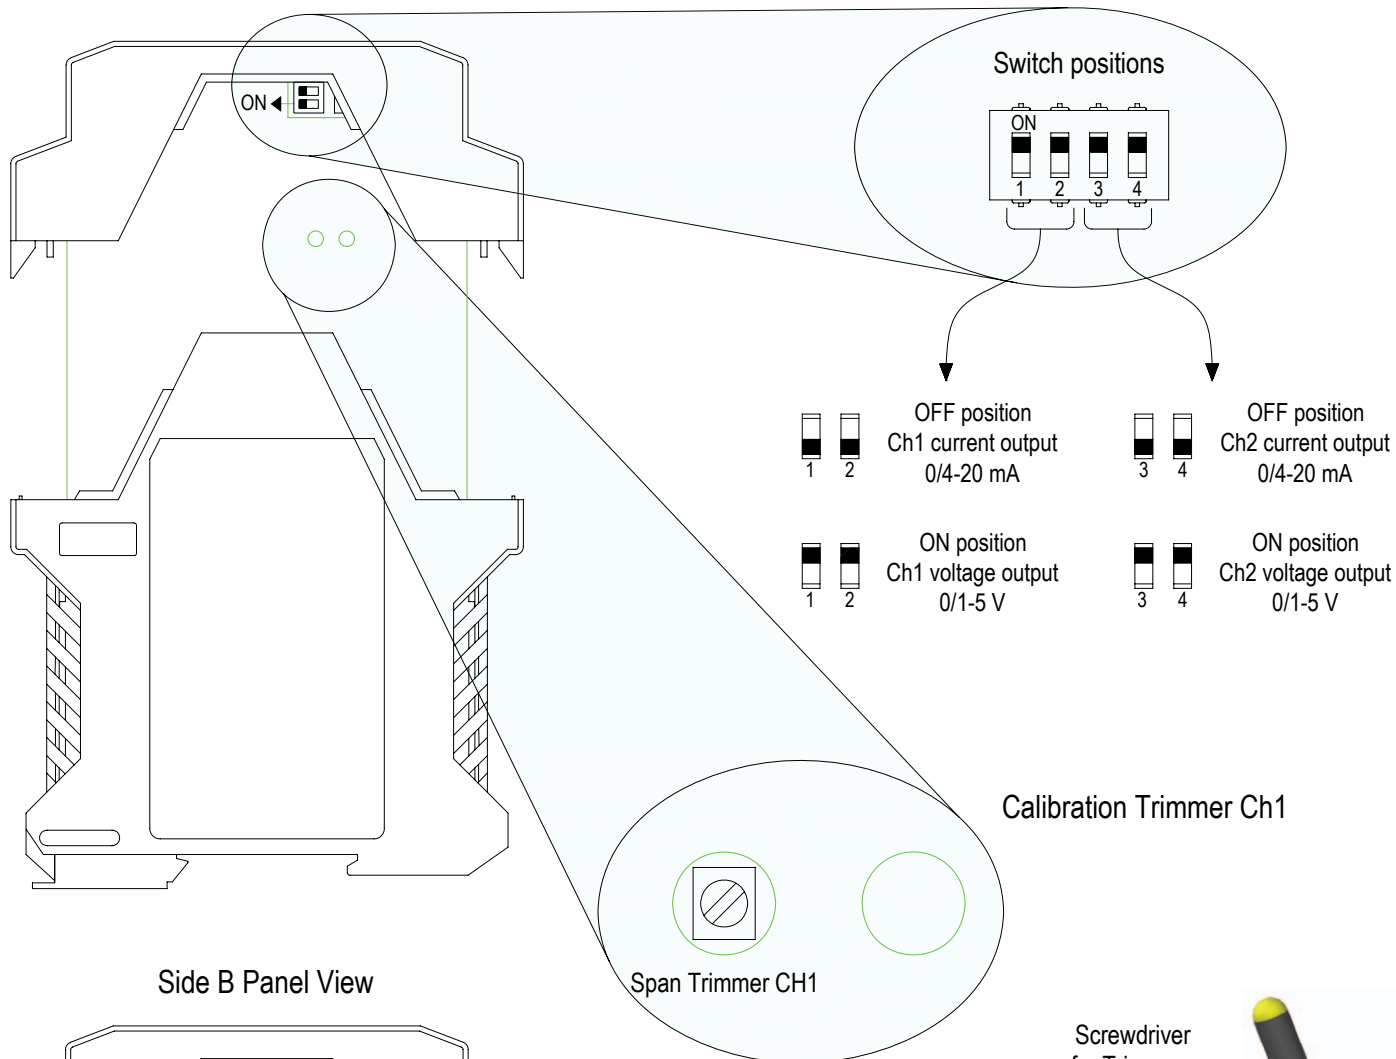 Switch positions
ON
ON
1 2 3 4
OFF position
Ch1 current output
0/4-20 mA
1 2
OFF position
Ch2 current output
0/4-20 mA
3 4
ON position
Ch1 voltage output
0/1-5 V
1 2
ON position
Ch2 voltage output
0/1-5 V
3 4
Calibration Trimmer Ch1
Span Trimmer CH1
Side B Panel View
Screwdriver